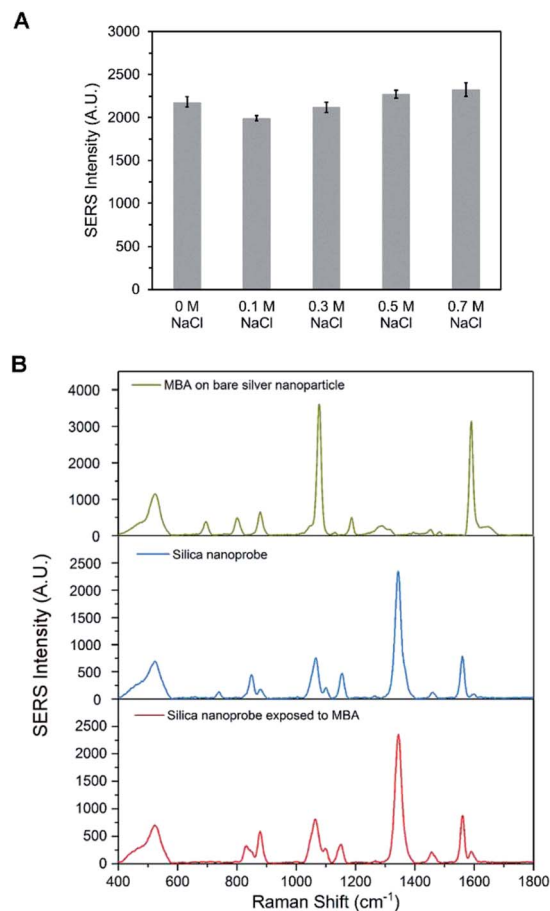 A
SERS Intensity (A.U.)
3000
2500
2000
1500
1000
500
0
0 M 0.1 M 0.3 M 0.5 M 0.7 M
NaCl NaCl NaCl NaCl NaCl
B
SERS Intensity (A.U.)
MBA on bare silver nanoparticle
4000
3000
2000
1000
0
Silica nanoprobe
2500
2000
1500
1000
500
0
Silica nanoprobe exposed to MBA
2500
2000
1500
1000
500
0
400 600 800 1000 1200 1400 1600 1800
Raman Shift (cm⁻¹)